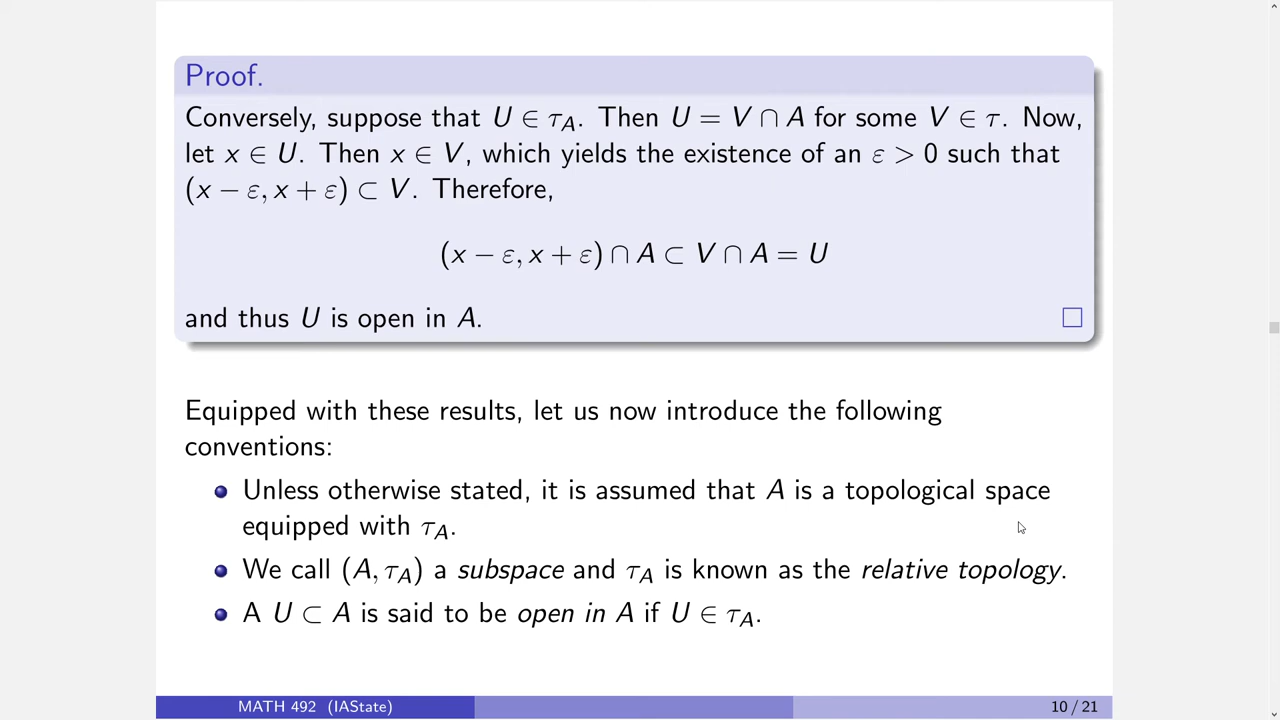 Proof.
Conversely, suppose that U ∈ τ_A. Then U = V ∩ A for some V ∈ τ. Now,
let x ∈ U. Then x ∈ V, which yields the existence of an ε > 0 such that
(x − ε, x + ε) ⊂ V. Therefore,
(x − ε, x + ε) ∩ A ⊂ V ∩ A = U
and thus U is open in A.
Equipped with these results, let us now introduce the following
conventions:
Unless otherwise stated, it is assumed that A is a topological space
equipped with τ_A.
We call (A, τ_A) a subspace and τ_A is known as the relative topology.
A U ⊂ A is said to be open in A if U ∈ τ_A.
MATH 492 (IAState) 10 / 21